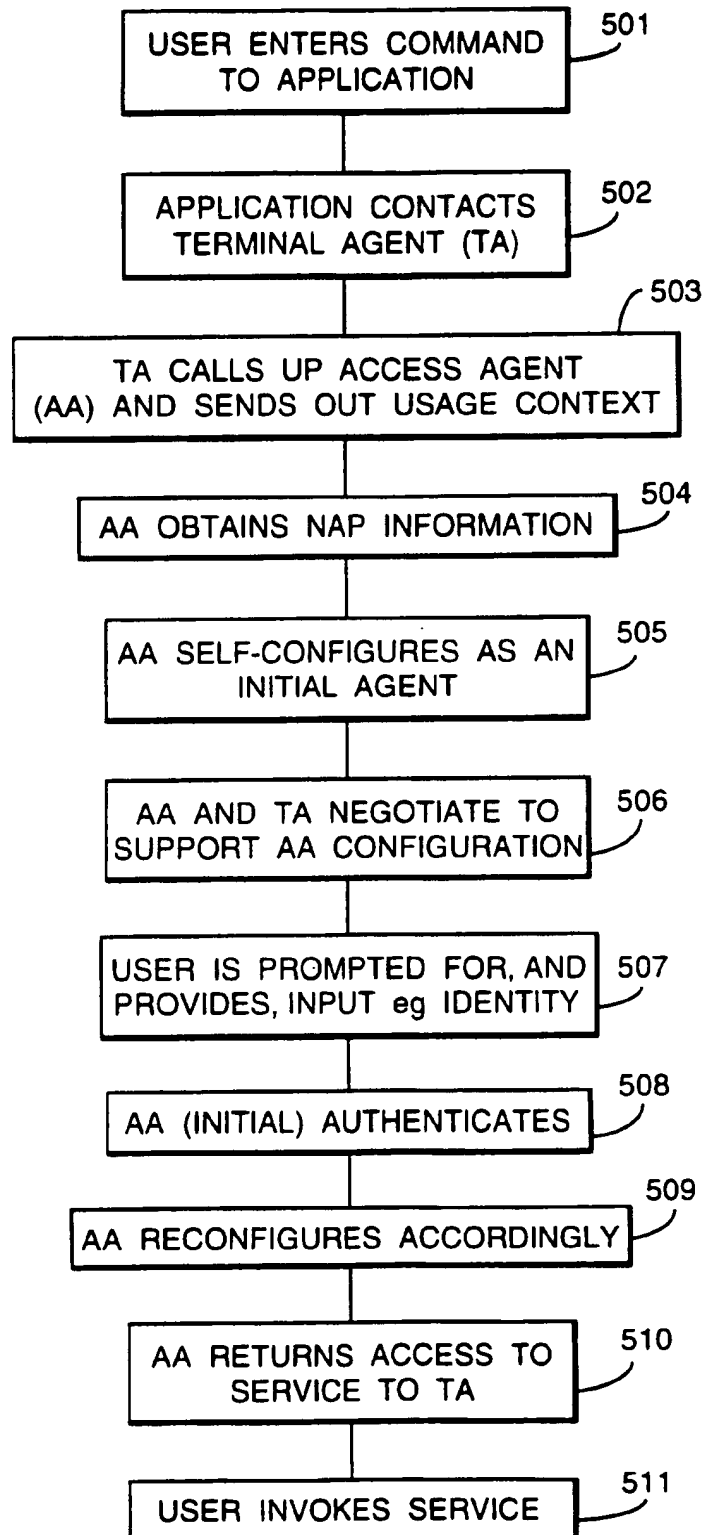 USER ENTERS COMMAND
TO APPLICATION
501
APPLICATION CONTACTS
TERMINAL AGENT (TA)
502
503
TA CALLS UP ACCESS AGENT
(AA) AND SENDS OUT USAGE CONTEXT
504
AA OBTAINS NAP INFORMATION
AA SELF-CONFIGURES AS AN
INITIAL AGENT
505
AA AND TA NEGOTIATE TO
SUPPORT AA CONFIGURATION
506
USER IS PROMPTED FOR, AND
PROVIDES, INPUT eg IDENTITY
507
AA (INITIAL) AUTHENTICATES
508
509
AA RECONFIGURES ACCORDINGLY
AA RETURNS ACCESS TO
SERVICE TO TA
510
511
USER INVOKES SERVICE